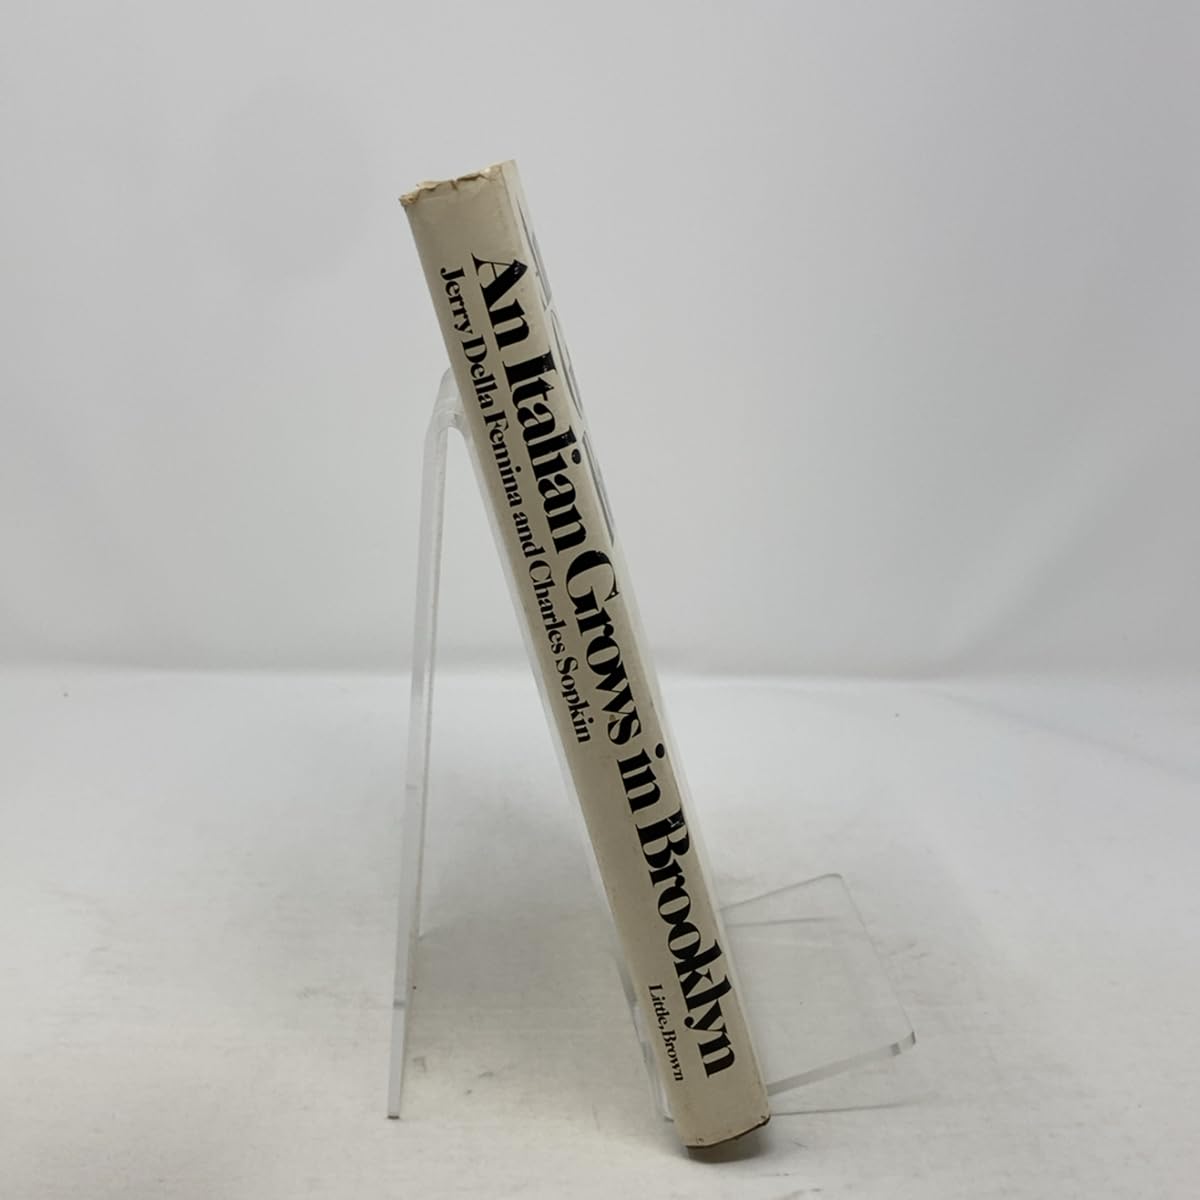 An Italian Grows in Brooklyn
Jerry Della Femina and Charles Sopkin
Little, Brown